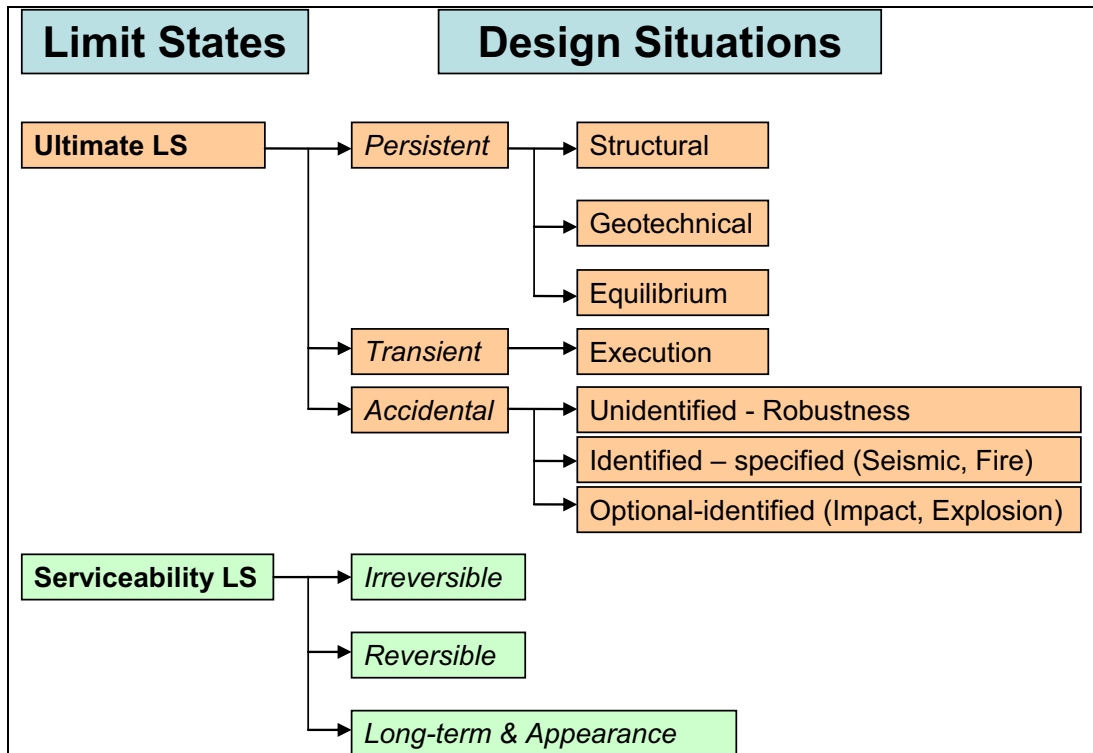 Limit States
Design Situations
Ultimate LS
Persistent
Structural
Geotechnical
Equilibrium
Transient
Execution
Accidental
Unidentified - Robustness
Identified – specified (Seismic, Fire)
Optional-identified (Impact, Explosion)
Serviceability LS
Irreversible
Reversible
Long-term & Appearance